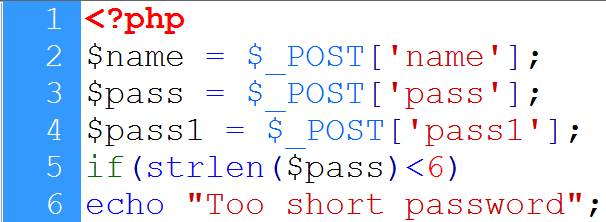 1 <?php
2 $name = $_POST['name'];
3 $pass = $_POST['pass'];
4 $pass1 = $_POST['pass1'];
5 if(strlen($pass)<6)
6 echo "Too short password";